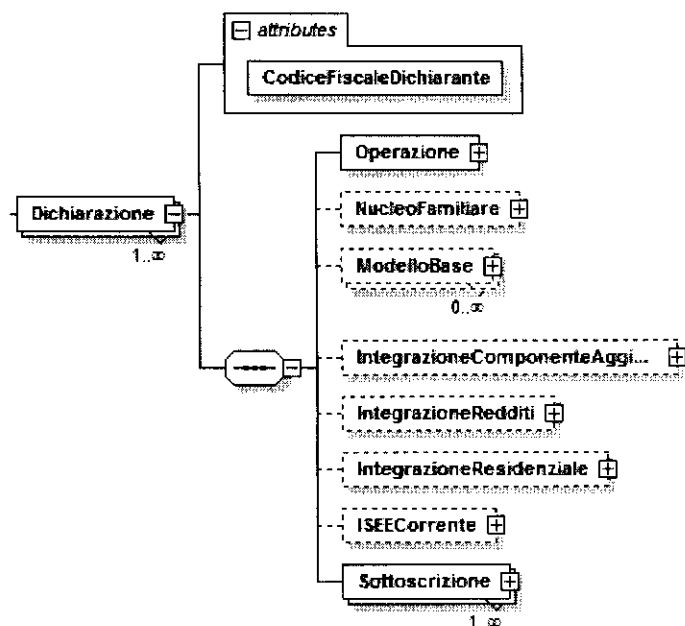 attributes
CodiceFiscaleDichiarante
Operazione
Dichiarazione
1..∞
NucleoFamiliare
ModelloBase
0..∞
IntegrazioneComponenteAggi...
IntegrazioneRedditi
IntegrazioneResidenziale
ISEECorrente
Sottoscrizione
1..∞